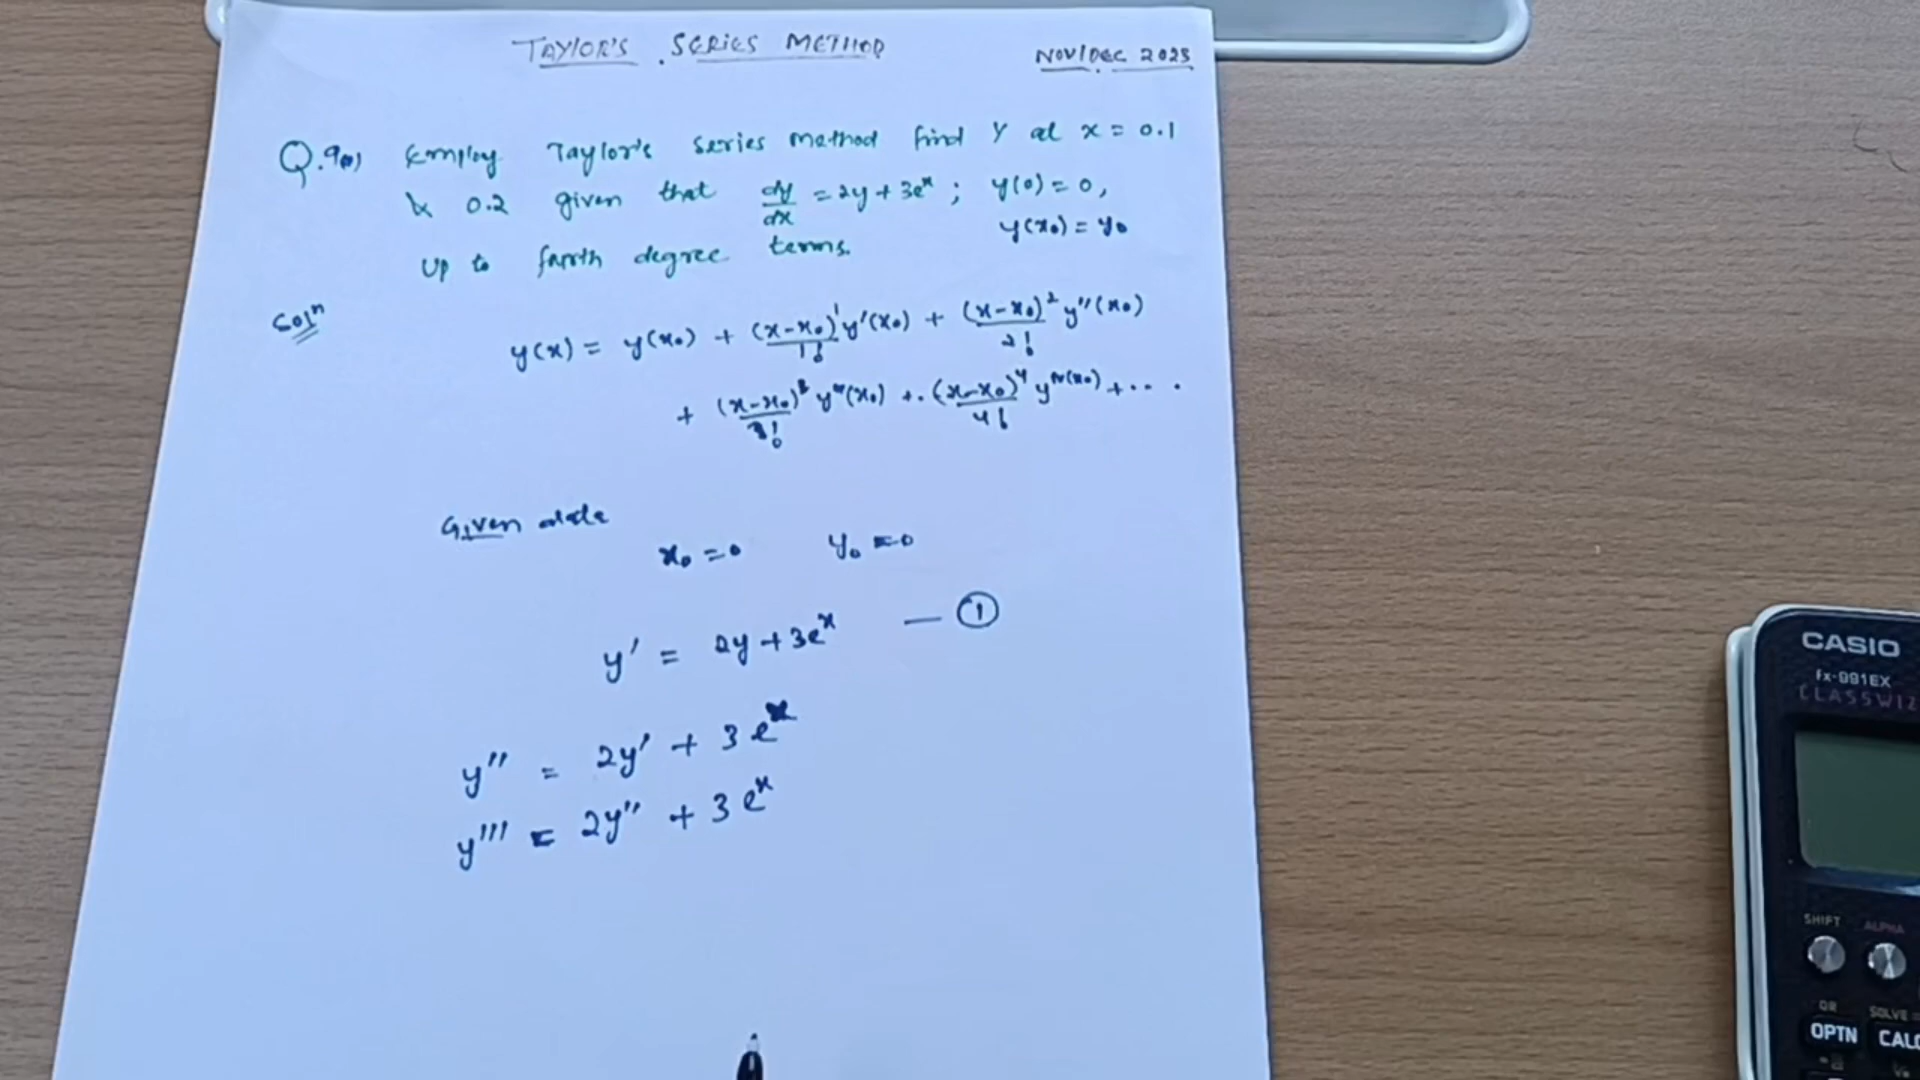 TAYLOR'S SERIES METHOD
NOV/DEC 2023
Q.9(a) Employ Taylor's series method find y at x = 0.1
& 0.2 given that dy/dx = 2y + 3e^x ; y(0) = 0,
y(x₀) = y₀
up to fourth degree terms.
Solⁿ
y(x) = y(x₀) + (x-x₀)¹/1! y'(x₀) + (x-x₀)²/2! y''(x₀)
+ (x-x₀)³/3! y'''(x₀) + (x-x₀)⁴/4! y^IV(x₀) + ...
Given data
x₀ = 0 y₀ = 0
y' = 2y + 3e^x — ①
y'' = 2y' + 3e^x
y''' = 2y'' + 3e^x
CASIO
fx-991EX
CLASSWIZ
SHIFT ALPHA
QR SOLVE =
OPTN CALC